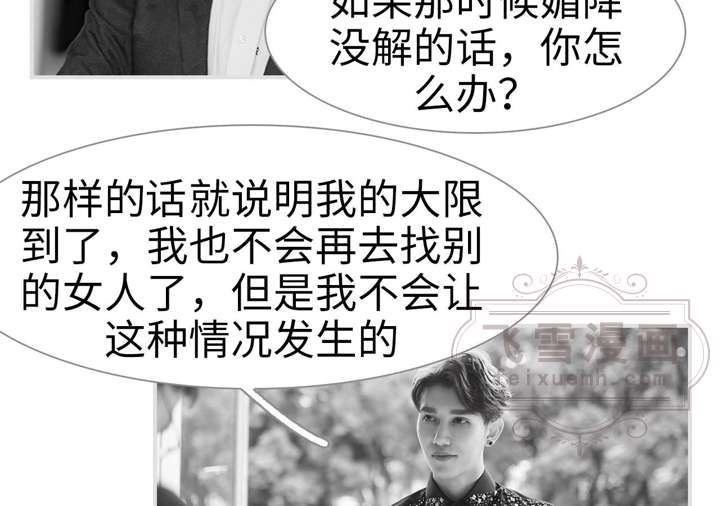 如果那时候媚降
没解的话，你怎
么办？
那样的话就说明我的大限
到了，我也不会再去找别
的女人了，但是我不会让
这种情况发生的
飞雪漫画
feixuemh.com